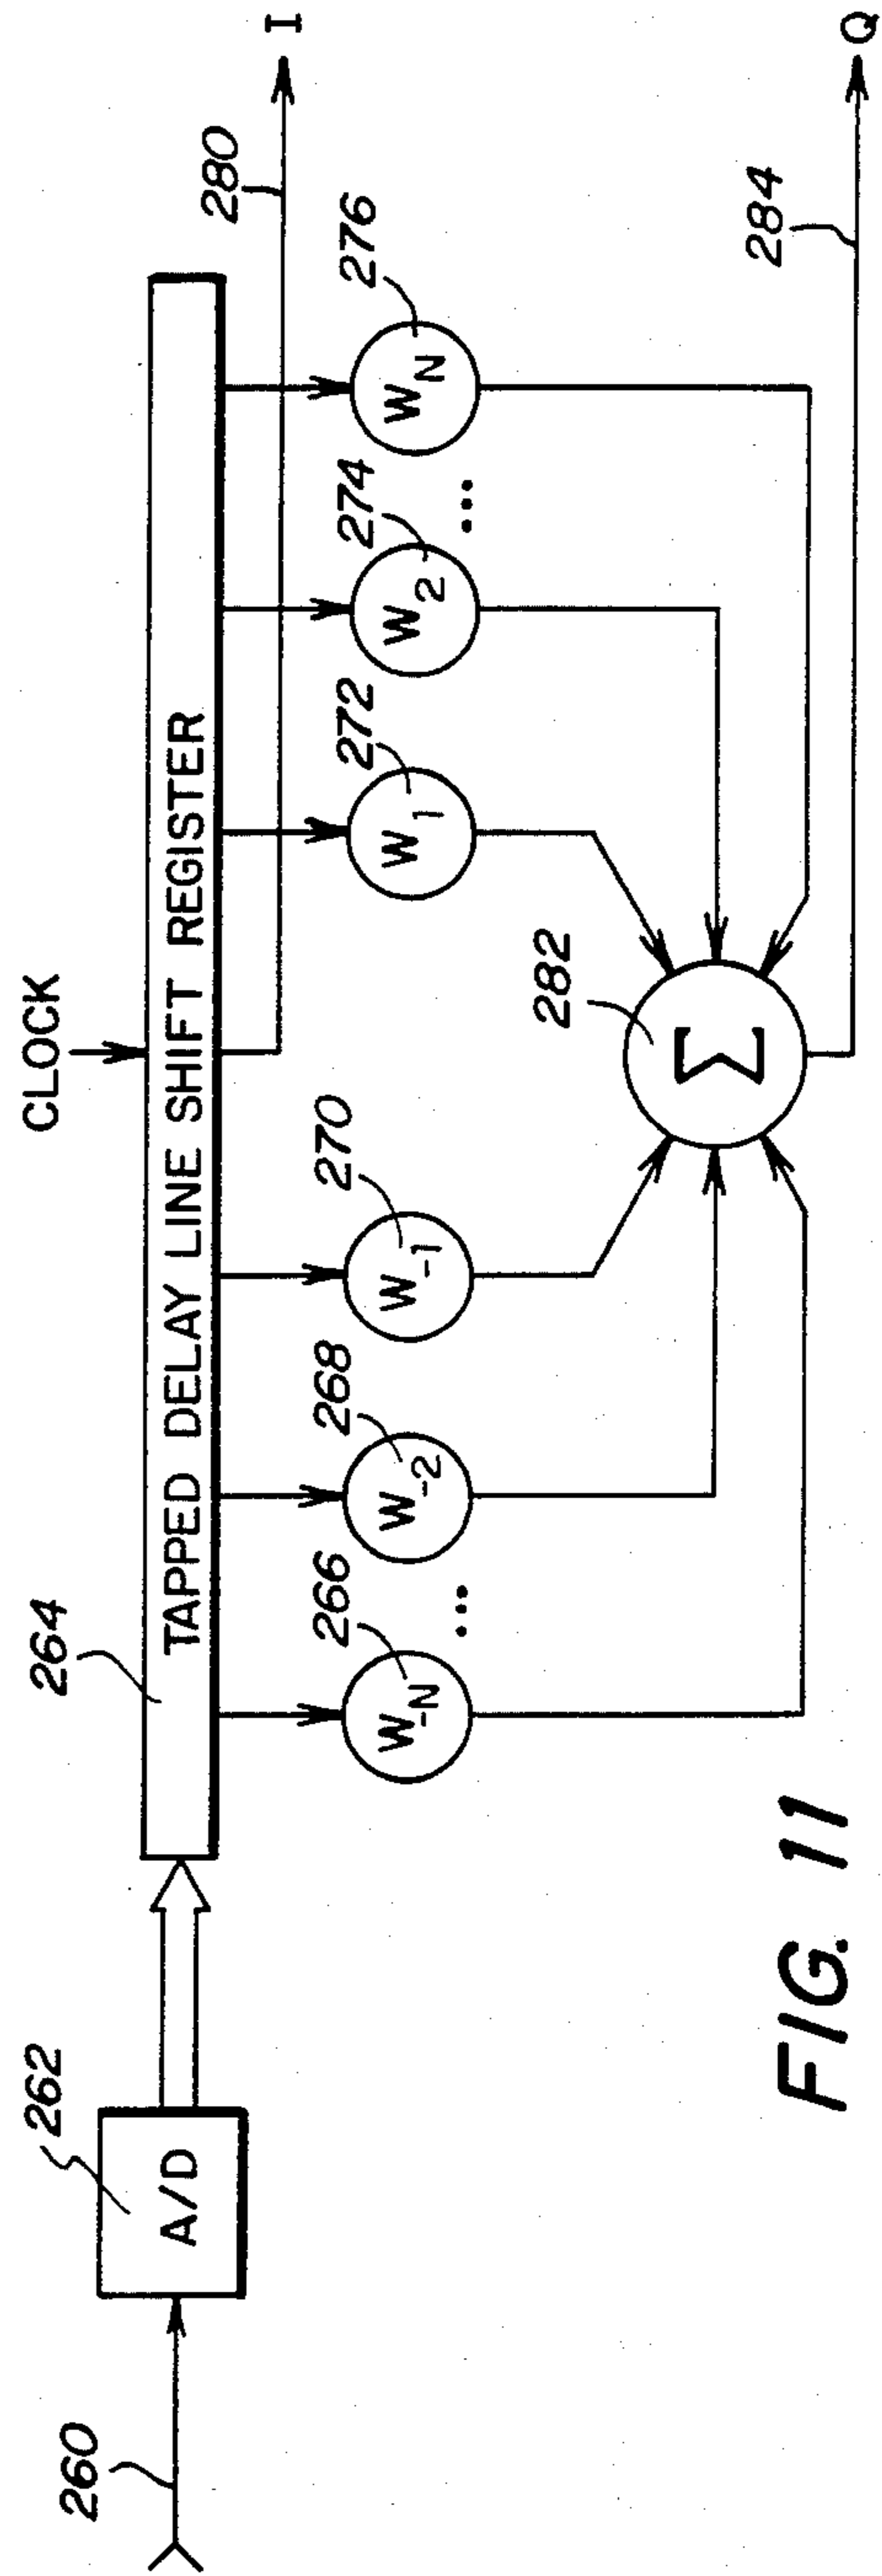 CLOCK
260
262
A/D
264
TAPPED DELAY LINE SHIFT REGISTER
280
I
266
268
270
272
274
276
W-N
W-2
W-1
W1
W2
WN
...
...
282
Σ
284
Q
FIG. 11